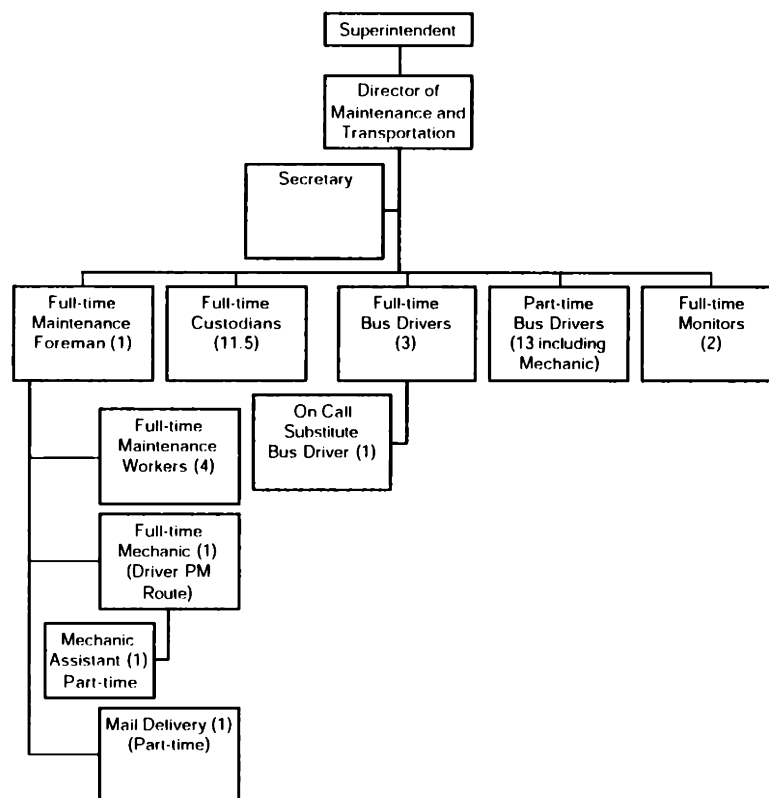 Superintendent
Director of
Maintenance and
Transportation
Secretary
Full-time
Maintenance
Foreman (1)
Full-time
Custodians
(11.5)
Full-time
Bus Drivers
(3)
Part-time
Bus Drivers
(13 including
Mechanic)
Full-time
Monitors
(2)
Full-time
Maintenance
Workers (4)
On Call
Substitute
Bus Driver (1)
Full-time
Mechanic (1)
(Driver PM
Route)
Mechanic
Assistant (1)
Part-time
Mail Delivery (1)
(Part-time)